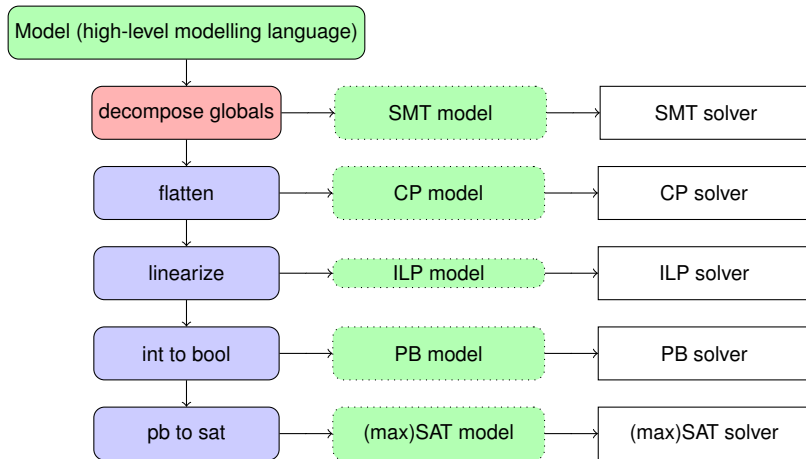 Model (high-level modelling language)
decompose globals
SMT model
SMT solver
flatten
CP model
CP solver
linearize
ILP model
ILP solver
int to bool
PB model
PB solver
pb to sat
(max)SAT model
(max)SAT solver